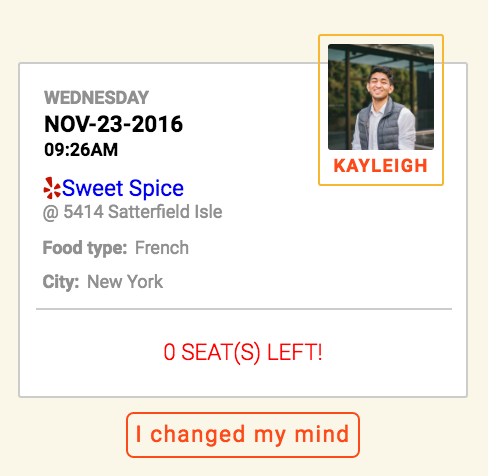 WEDNESDAY
NOV-23-2016
09:26AM
KAYLEIGH
Sweet Spice
@ 5414 Satterfield Isle
Food type: French
City: New York
0 SEAT(S) LEFT!
I changed my mind